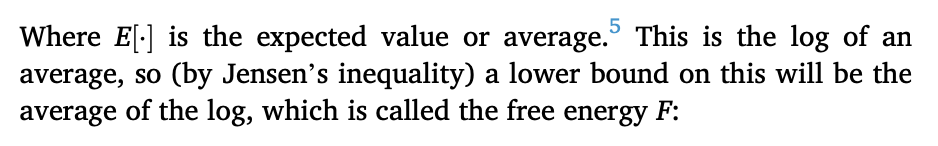 Where E[·] is the expected value or average.5 This is the log of an
average, so (by Jensen’s inequality) a lower bound on this will be the
average of the log, which is called the free energy F: